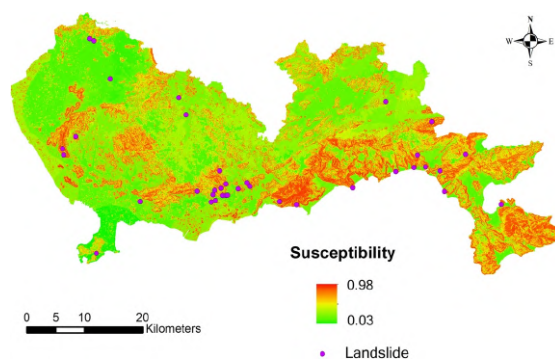 N
W E
S
Susceptibility
0.98
0.03
0 5 10 20
Kilometers
Landslide